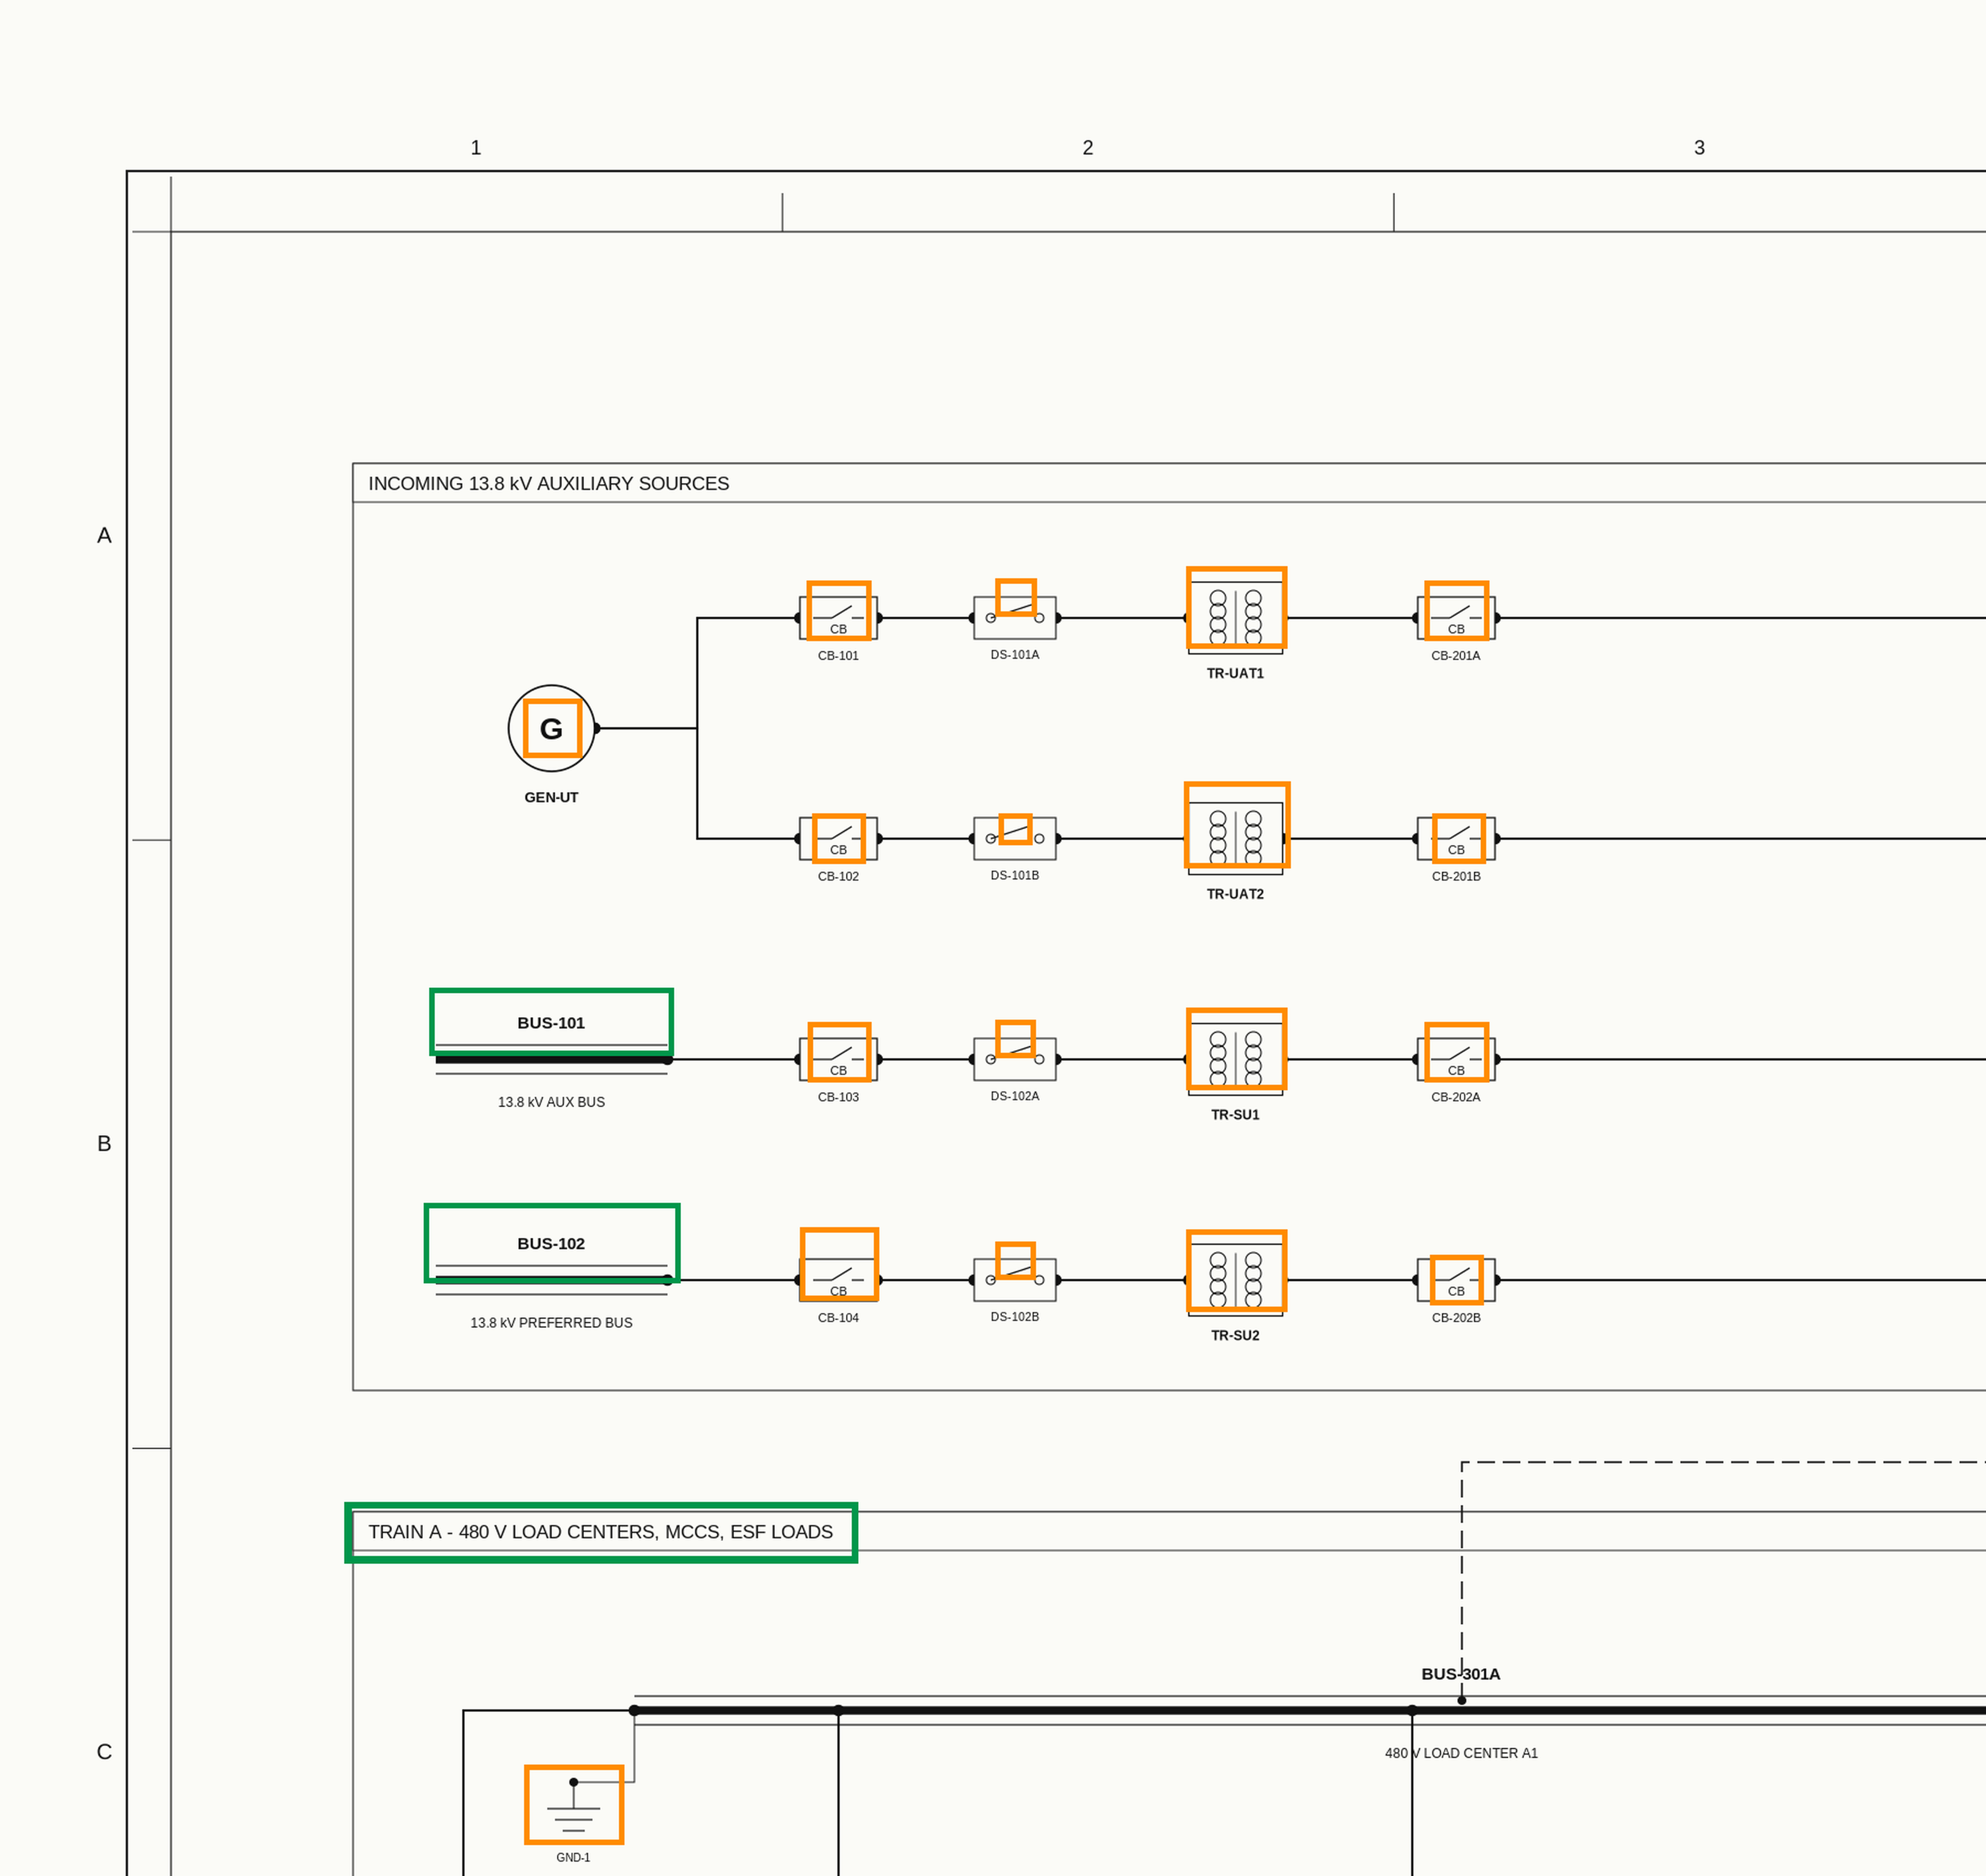 1 2 3
INCOMING 13.8 kV AUXILIARY SOURCES
A
CB CB
CB-101 DS-101A TR-UAT1 CB-201A
G
GEN-UT
CB CB
CB-102 DS-101B TR-UAT2 CB-201B
BUS-101
CB CB
13.8 kV AUX BUS CB-103 DS-102A TR-SU1 CB-202A
B
BUS-102
CB CB
13.8 kV PREFERRED BUS CB-104 DS-102B TR-SU2 CB-202B
TRAIN A - 480 V LOAD CENTERS, MCCS, ESF LOADS
BUS-301A
C
480 V LOAD CENTER A1
GND-1